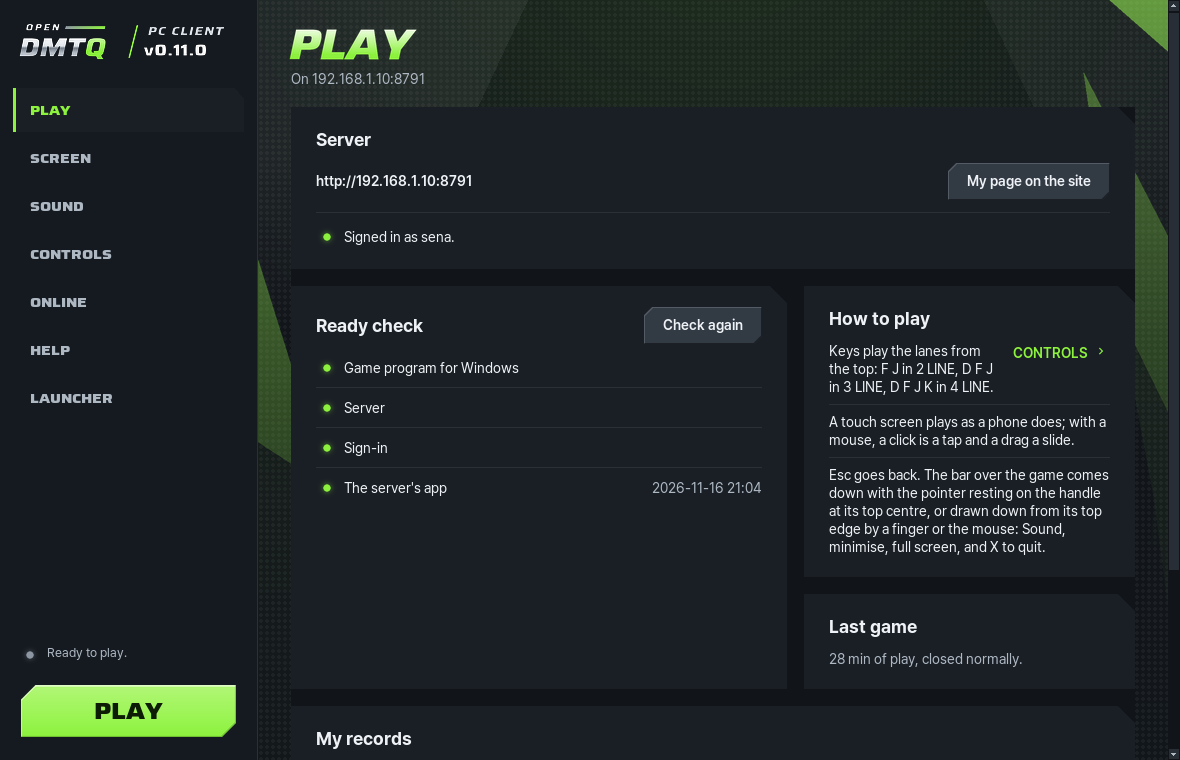 OPEN
DMTQ
PC CLIENT
v0.11.0
PLAY
SCREEN
SOUND
CONTROLS
ONLINE
HELP
LAUNCHER
Ready to play.
PLAY
PLAY
On 192.168.1.10:8791
Server
http://192.168.1.10:8791
My page on the site
Signed in as sena.
Ready check
Check again
Game program for Windows
Server
Sign-in
The server's app
2026-11-16 21:04
How to play
Keys play the lanes from
the top: F J in 2 LINE, D F J
in 3 LINE, D F J K in 4 LINE.
CONTROLS
A touch screen plays as a phone does; with a
mouse, a click is a tap and a drag a slide.
Esc goes back. The bar over the game comes
down with the pointer resting on the handle
at its top centre, or drawn down from its top
edge by a finger or the mouse: Sound,
minimise, full screen, and X to quit.
Last game
28 min of play, closed normally.
My records